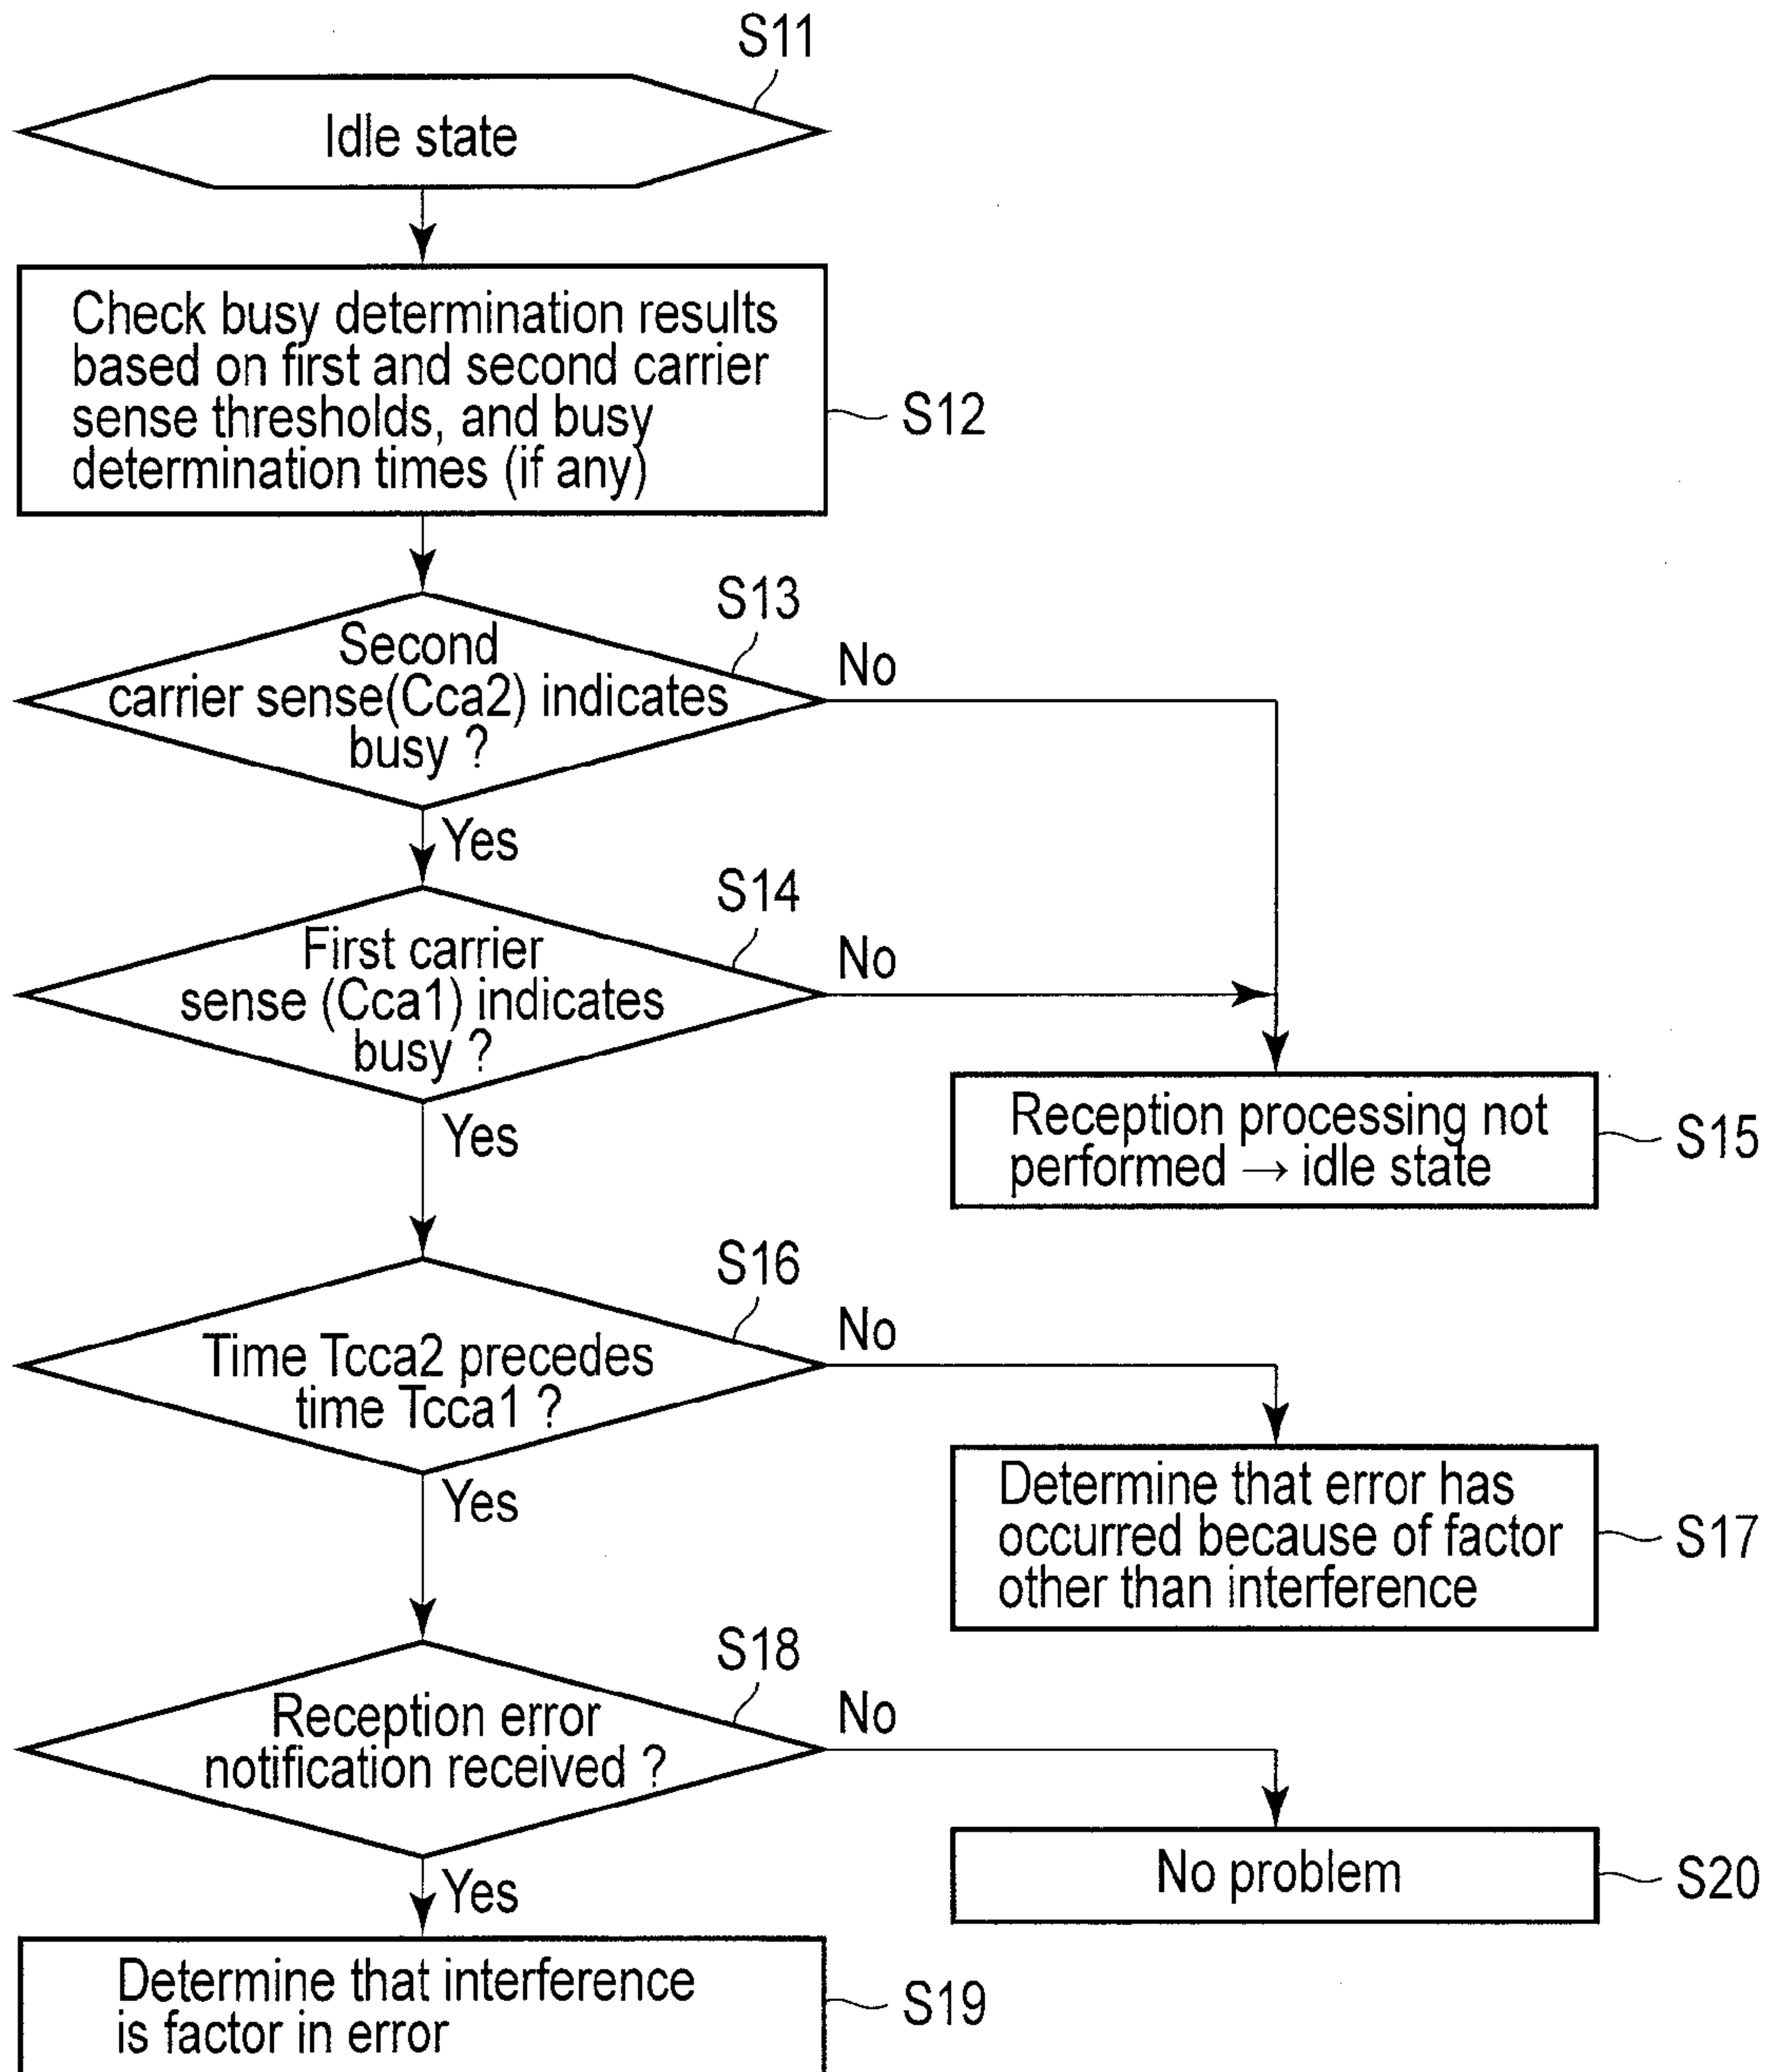 S11
Idle state
Check busy determination results
based on first and second carrier
sense thresholds, and busy
determination times (if any)
S12
S13
Second
carrier sense(Cca2) indicates
busy ?
No
Yes
S14
First carrier
sense (Cca1) indicates
busy ?
No
Yes
Reception processing not
performed → idle state
S15
S16
Time Tcca2 precedes
time Tcca1 ?
No
Yes
Determine that error has
occurred because of factor
other than interference
S17
S18
Reception error
notification received ?
No
Yes
No problem
S20
Determine that interference
is factor in error
S19